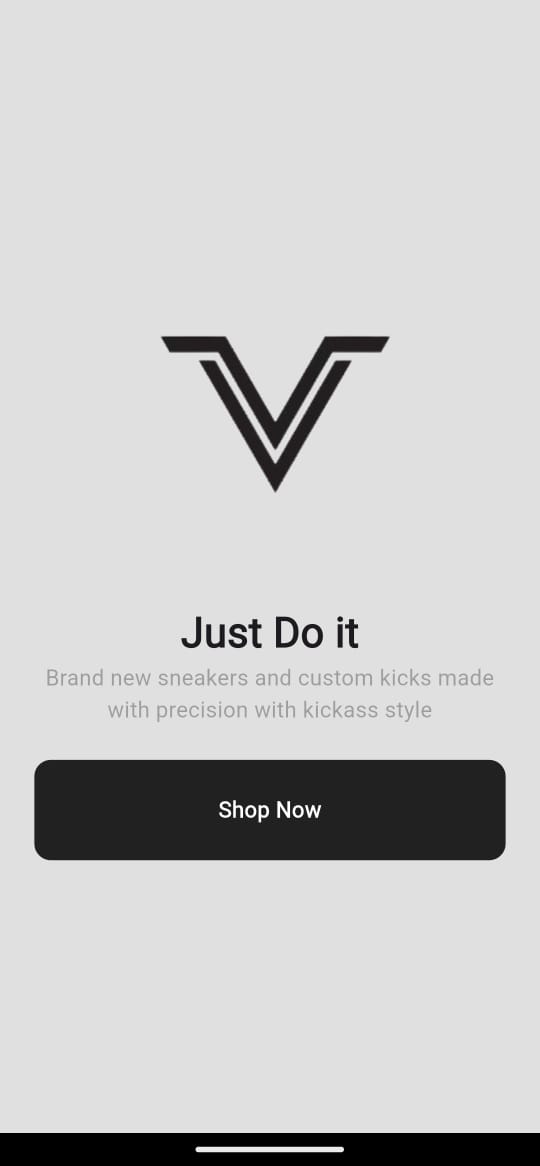 Just Do it
Brand new sneakers and custom kicks made
with precision with kickass style
Shop Now